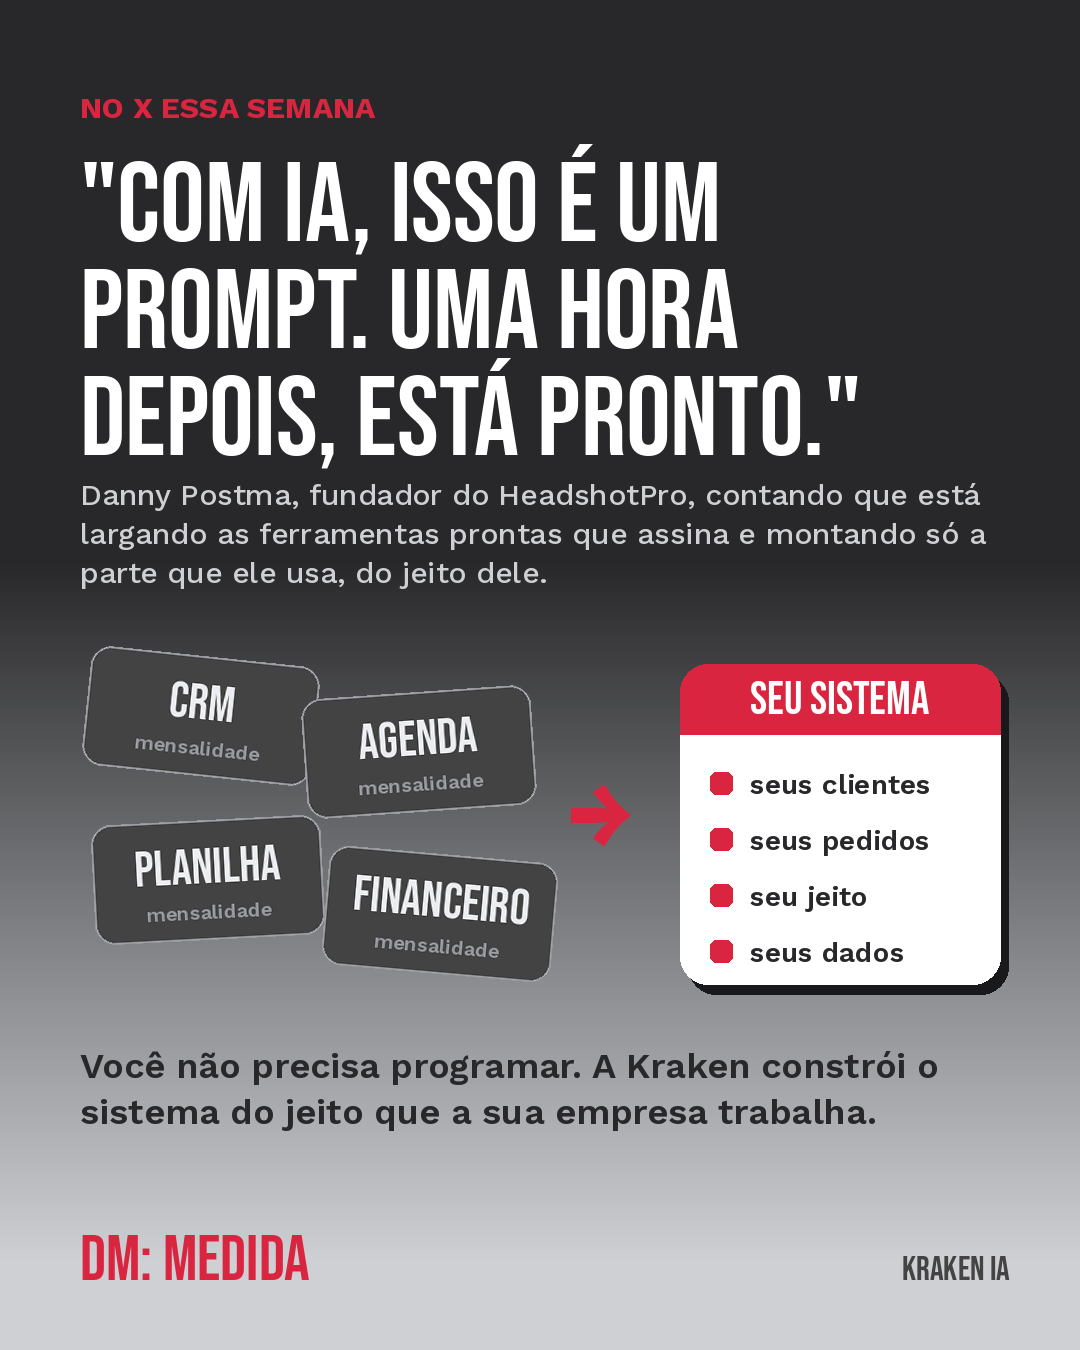 NO X ESSA SEMANA
"COM IA, ISSO É UM
PROMPT. UMA HORA
DEPOIS, ESTÁ PRONTO."
Danny Postma, fundador do HeadshotPro, contando que está
largando as ferramentas prontas que assina e montando só a
parte que ele usa, do jeito dele.
CRM
mensalidade
AGENDA
mensalidade
PLANILHA
mensalidade
FINANCEIRO
mensalidade
SEU SISTEMA
seus clientes
seus pedidos
seu jeito
seus dados
Você não precisa programar. A Kraken constrói o
sistema do jeito que a sua empresa trabalha.
DM: MEDIDA
KRAKEN IA